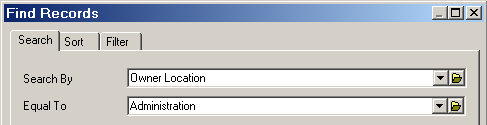 Find Records
Search Sort Filter
Search By Owner Location
Equal To Administration